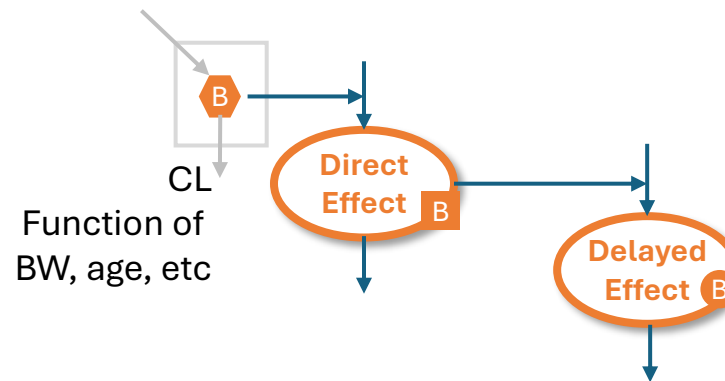 B
Direct
Effect
B
CL
Function of
BW, age, etc
Delayed
Effect
B